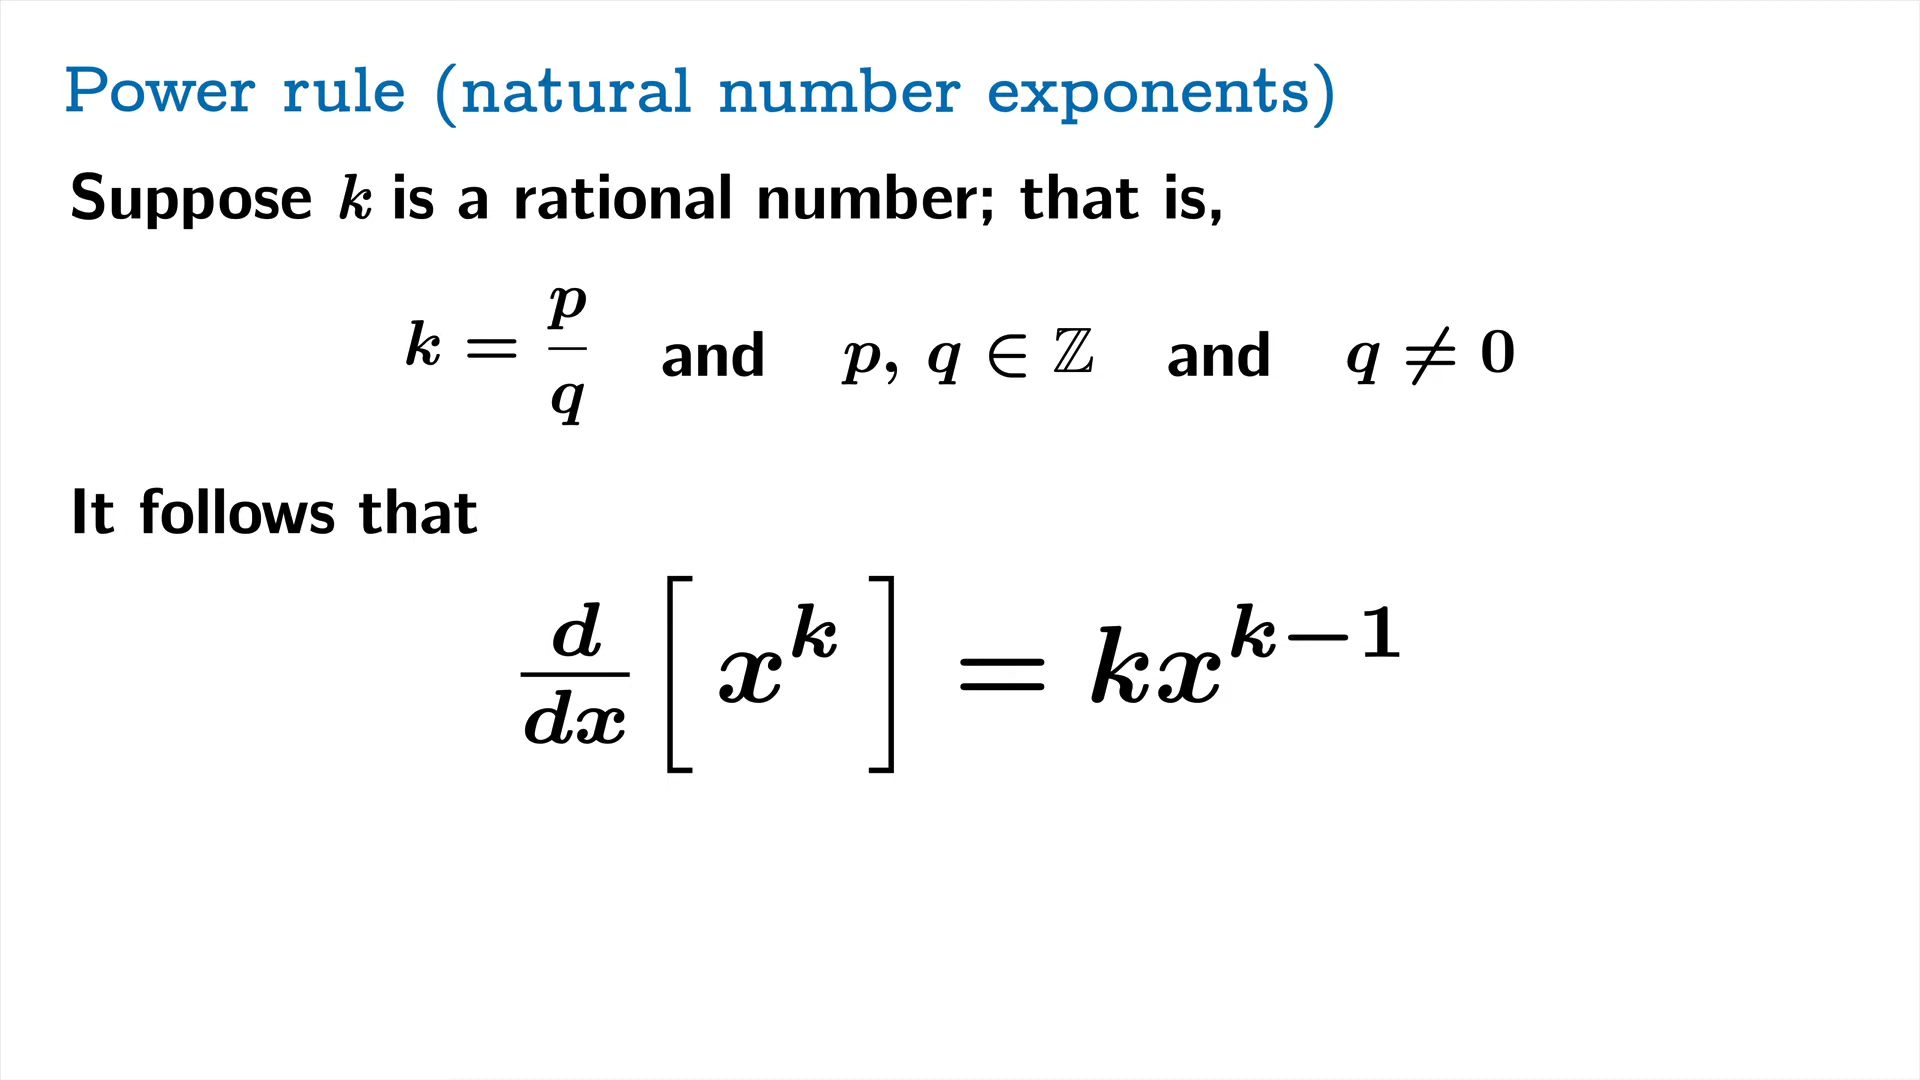 Power rule (natural number exponents)
Suppose k is a rational number; that is,
k = p/q and p, q ∈ ℤ and q ≠ 0
It follows that
d/dx [ x^k ] = kx^{k−1}